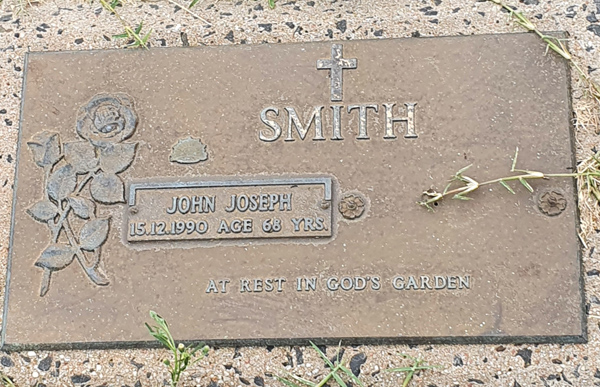 SMITH
JOHN JOSEPH
15.12.1990 AGE 68 YRS.
AT REST IN GOD'S GARDEN